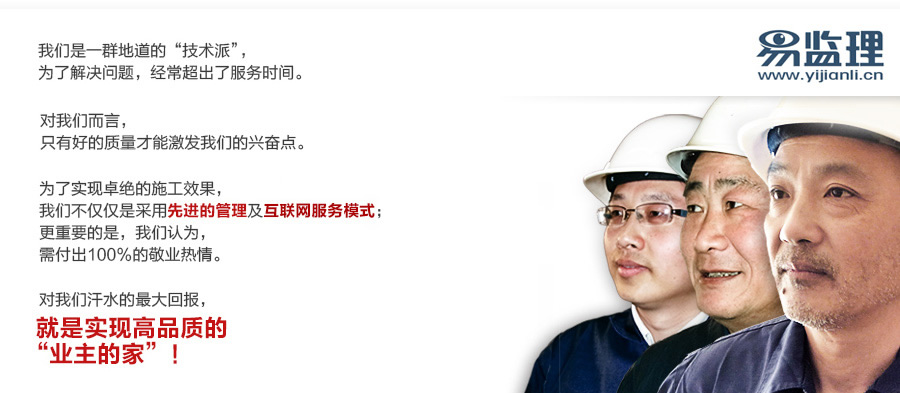 易监理
www.yijianli.cn
我们是一群地道的“技术派”，
为了解决问题，经常超出了服务时间。
对我们而言，
只有好的质量才能激发我们的兴奋点。
为了实现卓绝的施工效果，
我们不仅仅是采用先进的管理及互联网服务模式；
更重要的是，我们认为，
需付出100%的敬业热情。
对我们汗水的最大回报，
就是实现高品质的
“业主的家”！